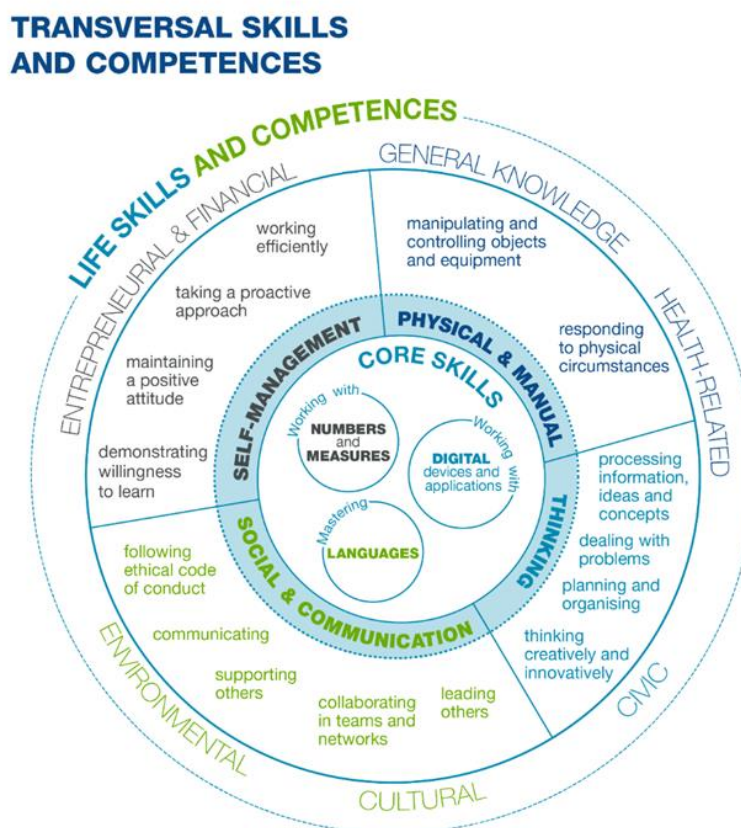 TRANSVERSAL SKILLS
AND COMPETENCES
LIFE SKILLS AND COMPETENCES
ENTREPRENEURIAL & FINANCIAL
GENERAL KNOWLEDGE
HEALTH-RELATED
CIVIC
CULTURAL
ENVIRONMENTAL
SELF-MANAGEMENT
working
efficiently
taking a proactive
approach
maintaining
a positive
attitude
demonstrating
willingness
to learn
PHYSICAL & MANUAL
manipulating and
controlling objects
and equipment
responding
to physical
circumstances
THINKING
processing
information,
ideas and
concepts
dealing with
problems
planning and
organising
thinking
creatively and
innovatively
SOCIAL & COMMUNICATION
following
ethical code
of conduct
communicating
supporting
others
collaborating
in teams and
networks
leading
others
CORE SKILLS
Working with
NUMBERS
and
MEASURES
Working with
DIGITAL
devices and
applications
Mastering
LANGUAGES